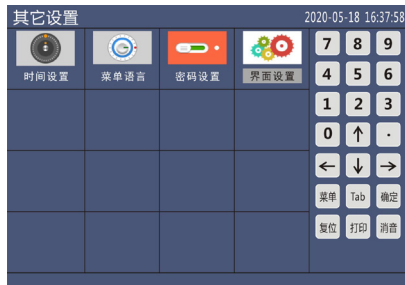 其它设置 2020-05-18 16:37:58
时间设置 菜单语言 密码设置 界面设置
7 8 9
4 5 6
1 2 3
0 ↑ ·
← ↓ →
菜单 Tab 确定
复位 打印 消音